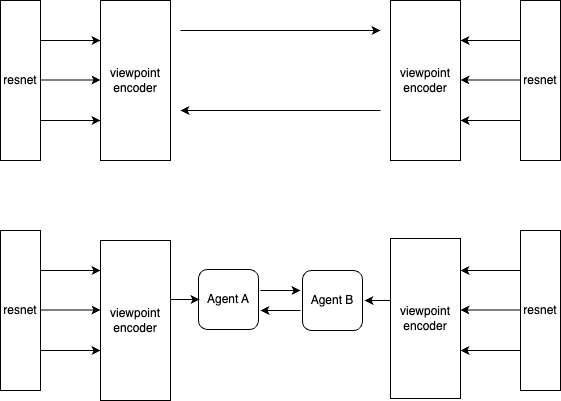 resnet
viewpoint
encoder
viewpoint
encoder
resnet
resnet
viewpoint
encoder
Agent A
Agent B
viewpoint
encoder
resnet